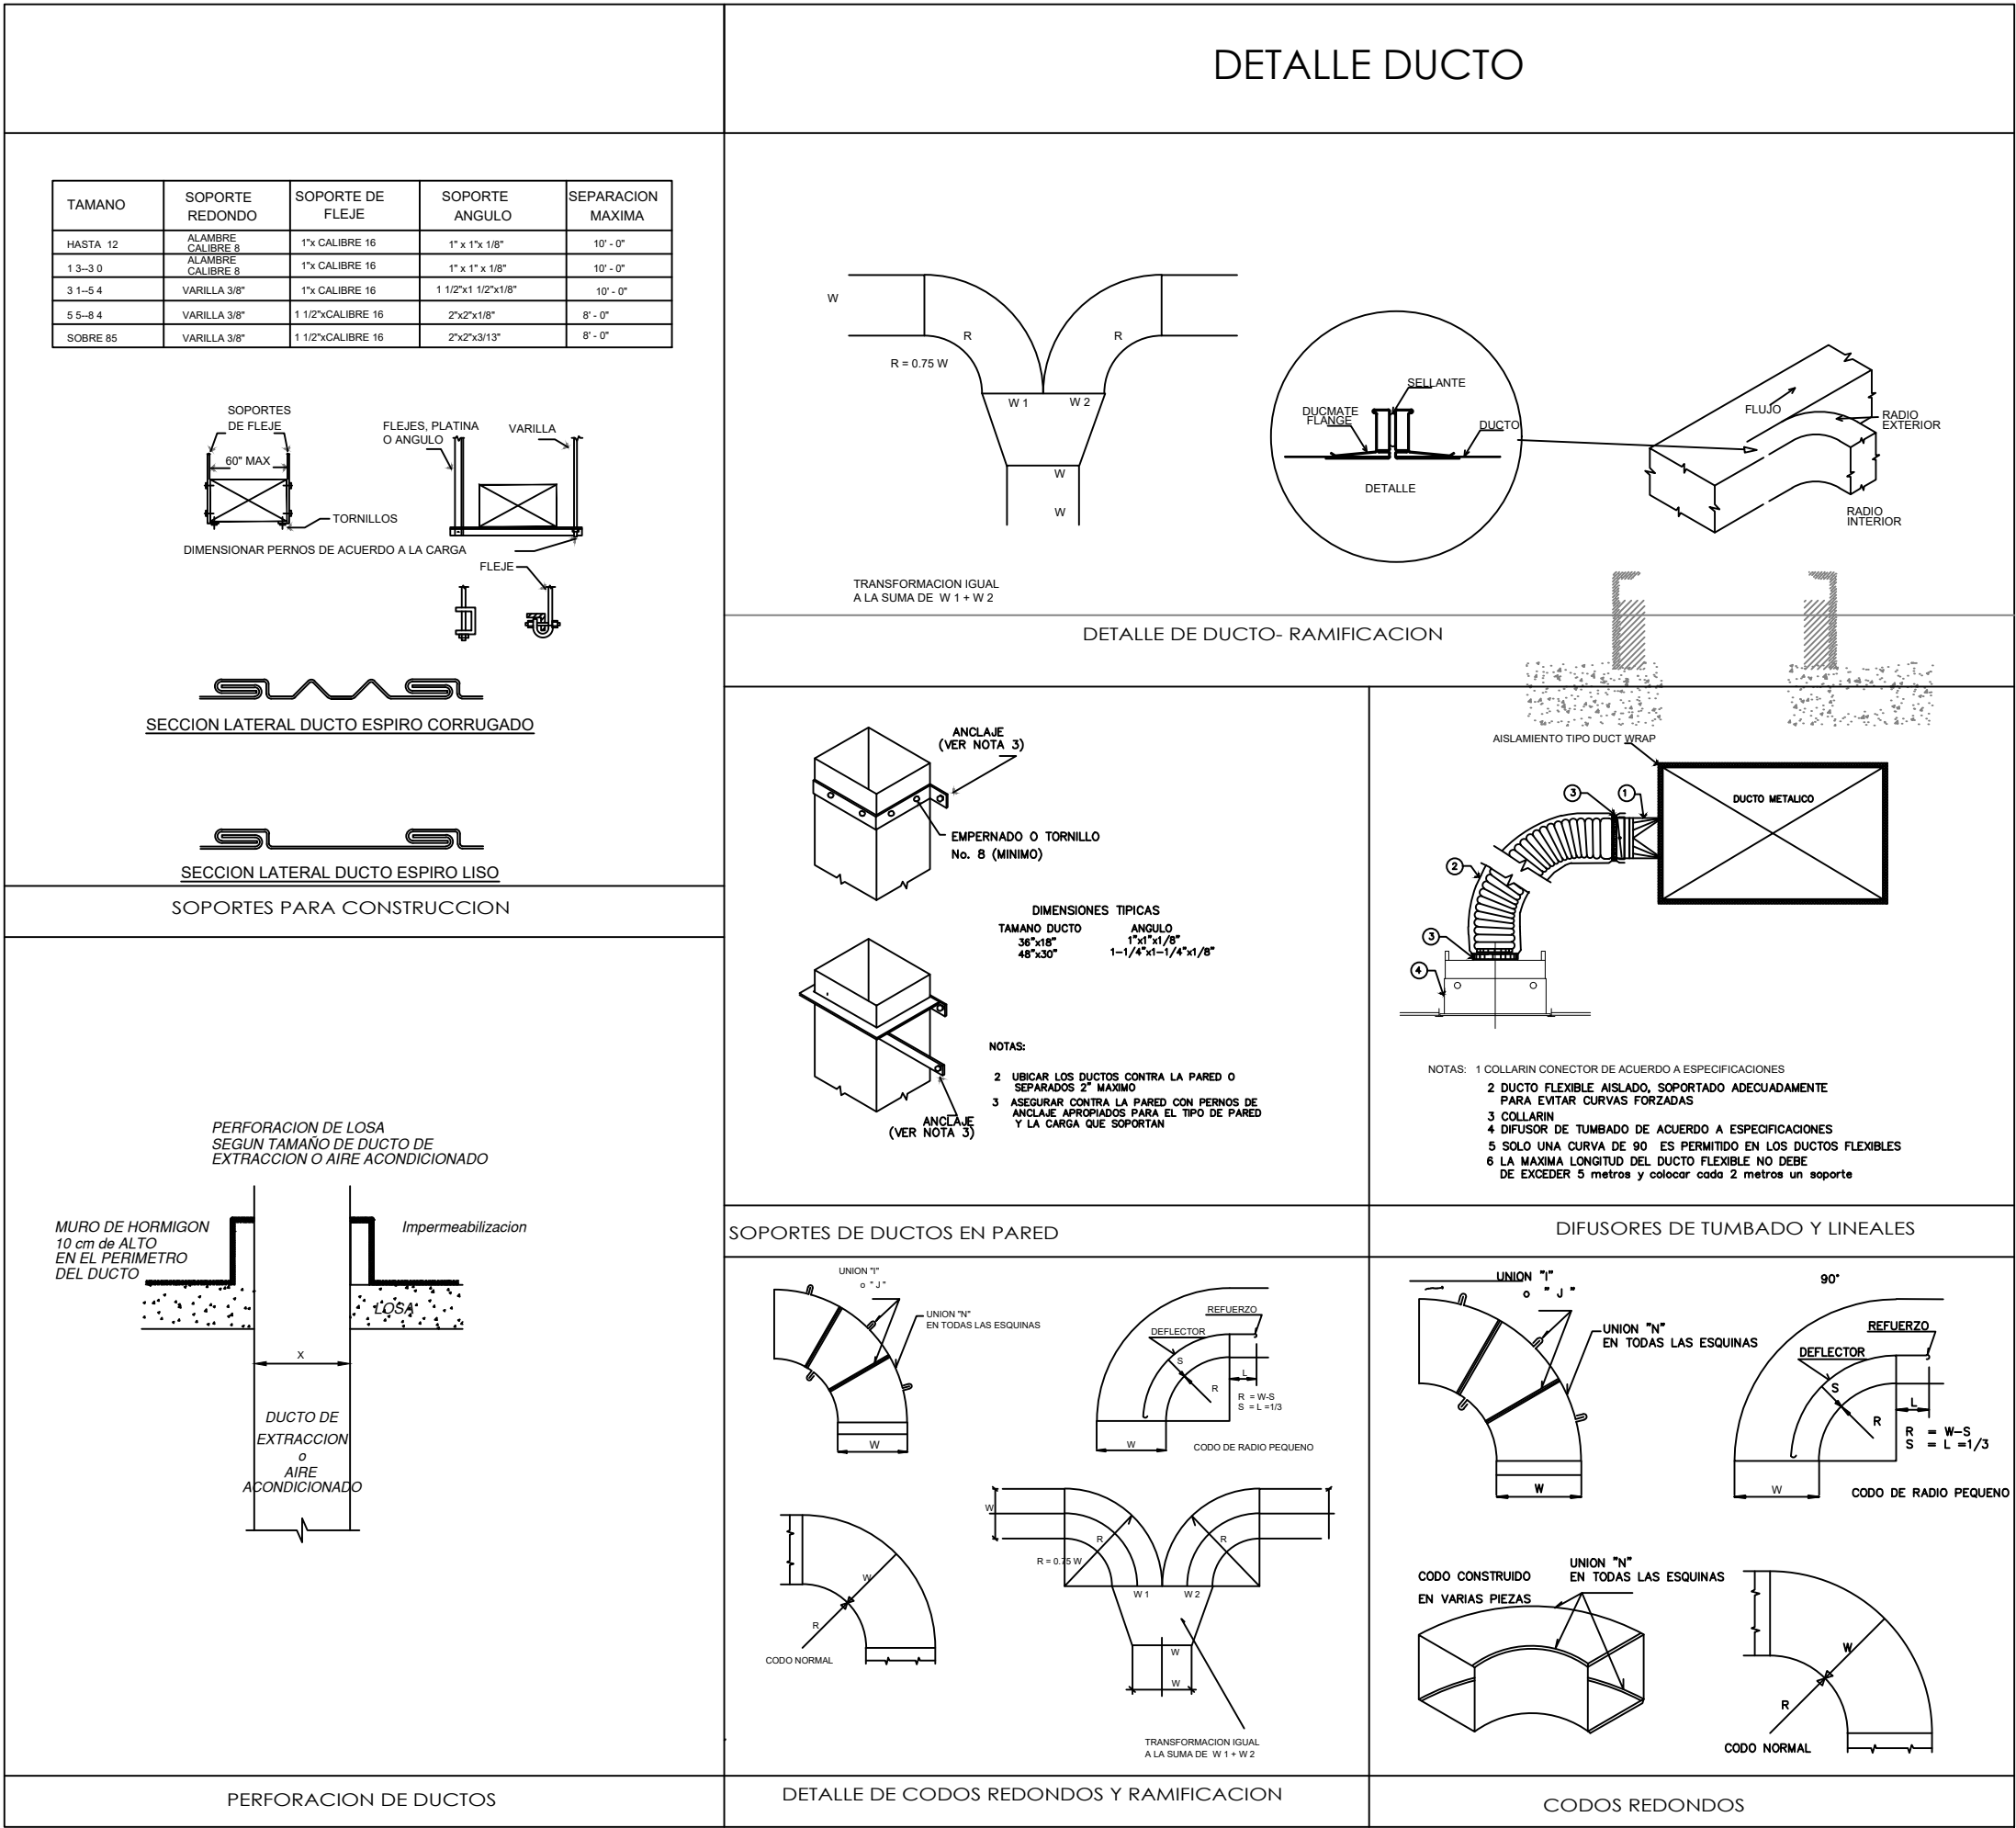 DETALLE DUCTO
TAMANO
SOPORTE REDONDO
SOPORTE DE FLEJE
SOPORTE ANGULO
SEPARACION MAXIMA
HASTA 12
ALAMBRE CALIBRE 8
1"x CALIBRE 16
1" x 1"x 1/8"
10' - 0"
1 3--3 0
ALAMBRE CALIBRE 8
1"x CALIBRE 16
1" x 1" x 1/8"
10' - 0"
3 1--5 4
VARILLA 3/8"
1"x CALIBRE 16
1 1/2"x1 1/2"x1/8"
10' - 0"
5 5--8 4
VARILLA 3/8"
1 1/2"xCALIBRE 16
2"x2"x1/8"
8' - 0"
SOBRE 85
VARILLA 3/8"
1 1/2"xCALIBRE 16
2"x2"x3/13"
8' - 0"
SOPORTES
DE FLEJE
60" MAX
TORNILLOS
FLEJES, PLATINA
O ANGULO
VARILLA
DIMENSIONAR PERNOS DE ACUERDO A LA CARGA
FLEJE
SECCION LATERAL DUCTO ESPIRO CORRUGADO
SECCION LATERAL DUCTO ESPIRO LISO
SOPORTES PARA CONSTRUCCION
W
R
R
R = 0.75 W
W 1
W 2
W
W
TRANSFORMACION IGUAL
A LA SUMA DE W 1 + W 2
SELLANTE
DUCMATE
FLANGE
DUCTO
DETALLE
FLUJO
RADIO
EXTERIOR
RADIO
INTERIOR
DETALLE DE DUCTO- RAMIFICACION
ANCLAJE
(VER NOTA 3)
EMPERNADO O TORNILLO
No. 8 (MINIMO)
DIMENSIONES TIPICAS
TAMANO DUCTO
ANGULO
36"x18"
1"x1"x1/8"
48"x30"
1-1/4"x1-1/4"x1/8"
ANCLAJE
(VER NOTA 3)
NOTAS:
2 UBICAR LOS DUCTOS CONTRA LA PARED O
SEPARADOS 2" MAXIMO
3 ASEGURAR CONTRA LA PARED CON PERNOS DE
ANCLAJE APROPIADOS PARA EL TIPO DE PARED
Y LA CARGA QUE SOPORTAN
SOPORTES DE DUCTOS EN PARED
AISLAMIENTO TIPO DUCT WRAP
DUCTO METALICO
3
1
2
3
4
NOTAS: 1 COLLARIN CONECTOR DE ACUERDO A ESPECIFICACIONES
2 DUCTO FLEXIBLE AISLADO, SOPORTADO ADECUADAMENTE
PARA EVITAR CURVAS FORZADAS
3 COLLARIN
4 DIFUSOR DE TUMBADO DE ACUERDO A ESPECIFICACIONES
5 SOLO UNA CURVA DE 90 ES PERMITIDO EN LOS DUCTOS FLEXIBLES
6 LA MAXIMA LONGITUD DEL DUCTO FLEXIBLE NO DEBE
DE EXCEDER 5 metros y colocar cada 2 metros un soporte
DIFUSORES DE TUMBADO Y LINEALES
PERFORACION DE LOSA
SEGUN TAMAÑO DE DUCTO DE
EXTRACCION O AIRE ACONDICIONADO
MURO DE HORMIGON
10 cm de ALTO
EN EL PERIMETRO
DEL DUCTO
Impermeabilizacion
LOSA
X
DUCTO DE
EXTRACCION
o
AIRE
ACONDICIONADO
PERFORACION DE DUCTOS
UNION "I"
o " J "
UNION "N"
EN TODAS LAS ESQUINAS
W
REFUERZO
DEFLECTOR
S
L
R
R = W-S
S = L =1/3
W
CODO DE RADIO PEQUENO
W
R
CODO NORMAL
W
R
R
R = 0.75 W
W 1
W 2
W
W
TRANSFORMACION IGUAL
A LA SUMA DE W 1 + W 2
DETALLE DE CODOS REDONDOS Y RAMIFICACION
UNION "I"
o " J "
UNION "N"
EN TODAS LAS ESQUINAS
W
90°
REFUERZO
DEFLECTOR
S
L
R
R = W-S
S = L =1/3
W
CODO DE RADIO PEQUENO
CODO CONSTRUIDO
EN VARIAS PIEZAS
UNION "N"
EN TODAS LAS ESQUINAS
W
R
CODO NORMAL
CODOS REDONDOS